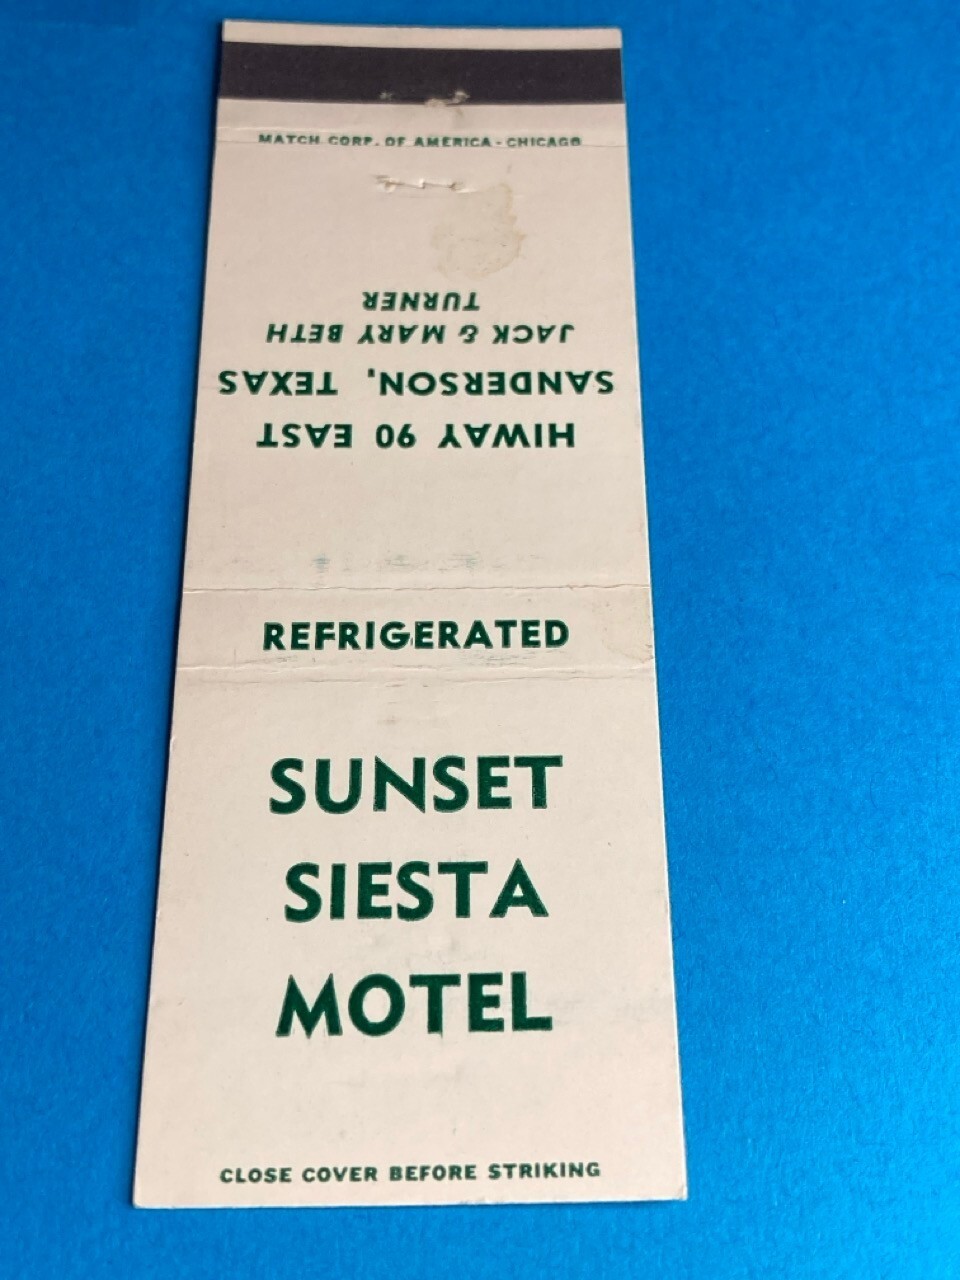 MATCH CORP. OF AMERICA - CHICAGO
HIWAY 90 EAST
SANDERSON, TEXAS
JACK & MARY BETH
TURNER
REFRIGERATED
SUNSET
SIESTA
MOTEL
CLOSE COVER BEFORE STRIKING